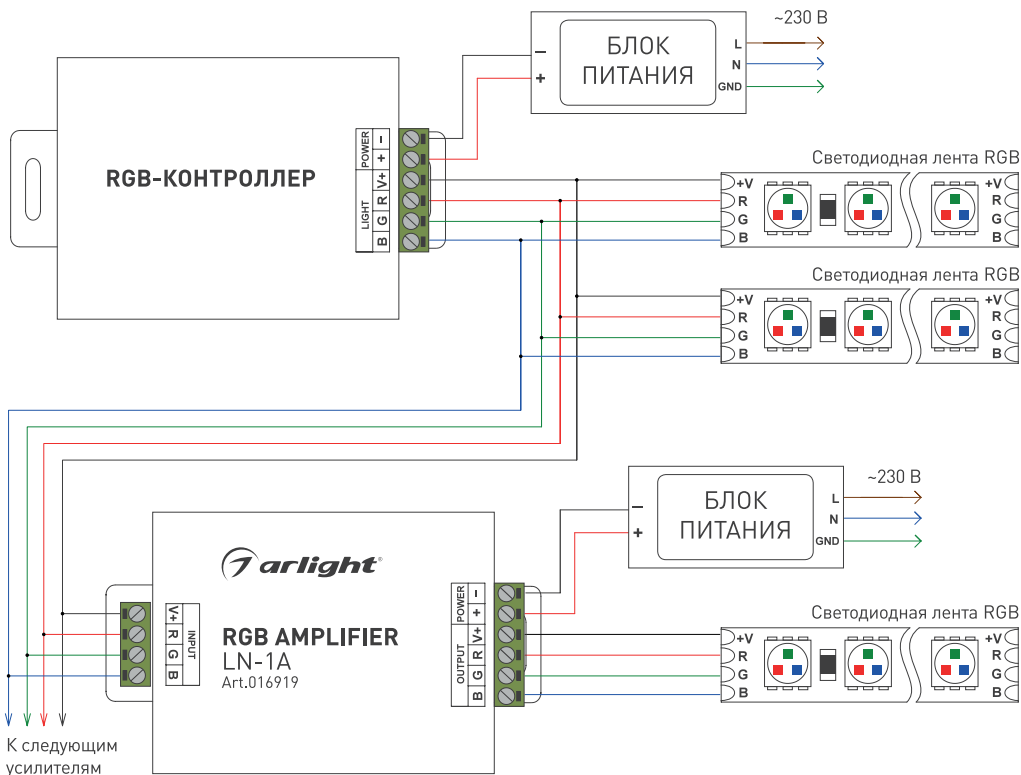 ~230 В
БЛОК
ПИТАНИЯ
–
+
L
N
GND
RGB-КОНТРОЛЛЕР
POWER
–
+
LIGHT
V+
R
G
B
Светодиодная лента RGB
+V
R
G
B
+V
R
G
B
Светодиодная лента RGB
+V
R
G
B
+V
R
G
B
~230 В
БЛОК
ПИТАНИЯ
–
+
L
N
GND
arlight®
RGB AMPLIFIER
LN-1A
Art.016919
INPUT
V+
R
G
B
POWER
–
+
OUTPUT
V+
R
G
B
Светодиодная лента RGB
+V
R
G
B
+V
R
G
B
К следующим
усилителям